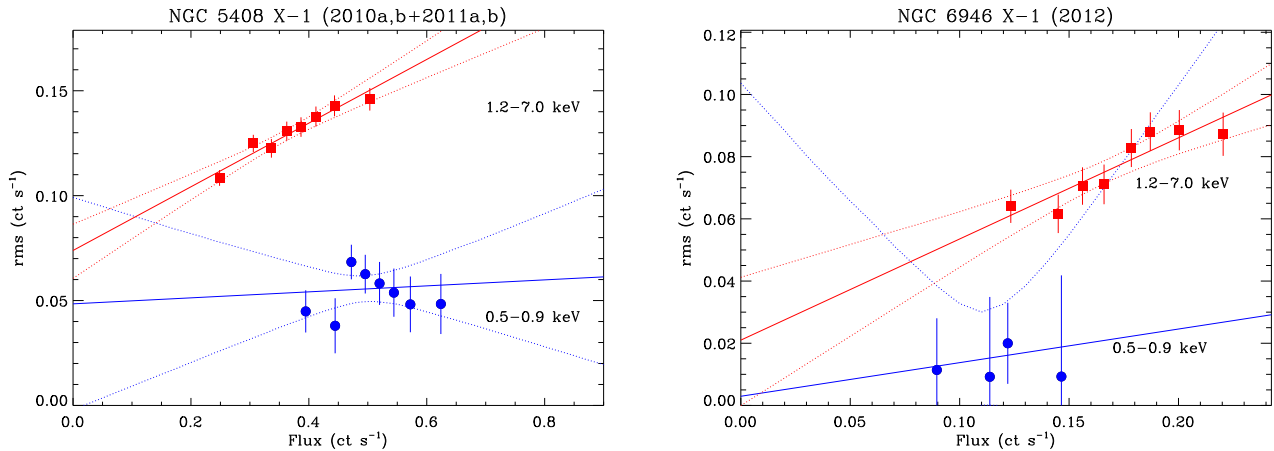 NGC 5408 X-1 (2010a,b+2011a,b)
rms (ct s⁻¹)
0.15
0.10
0.05
0.00
1.2-7.0 keV
0.5-0.9 keV
0.0 0.2 0.4 0.6 0.8
Flux (ct s⁻¹)
NGC 6946 X-1 (2012)
rms (ct s⁻¹)
0.12
0.10
0.08
0.06
0.04
0.02
0.00
1.2-7.0 keV
0.5-0.9 keV
0.00 0.05 0.10 0.15 0.20
Flux (ct s⁻¹)